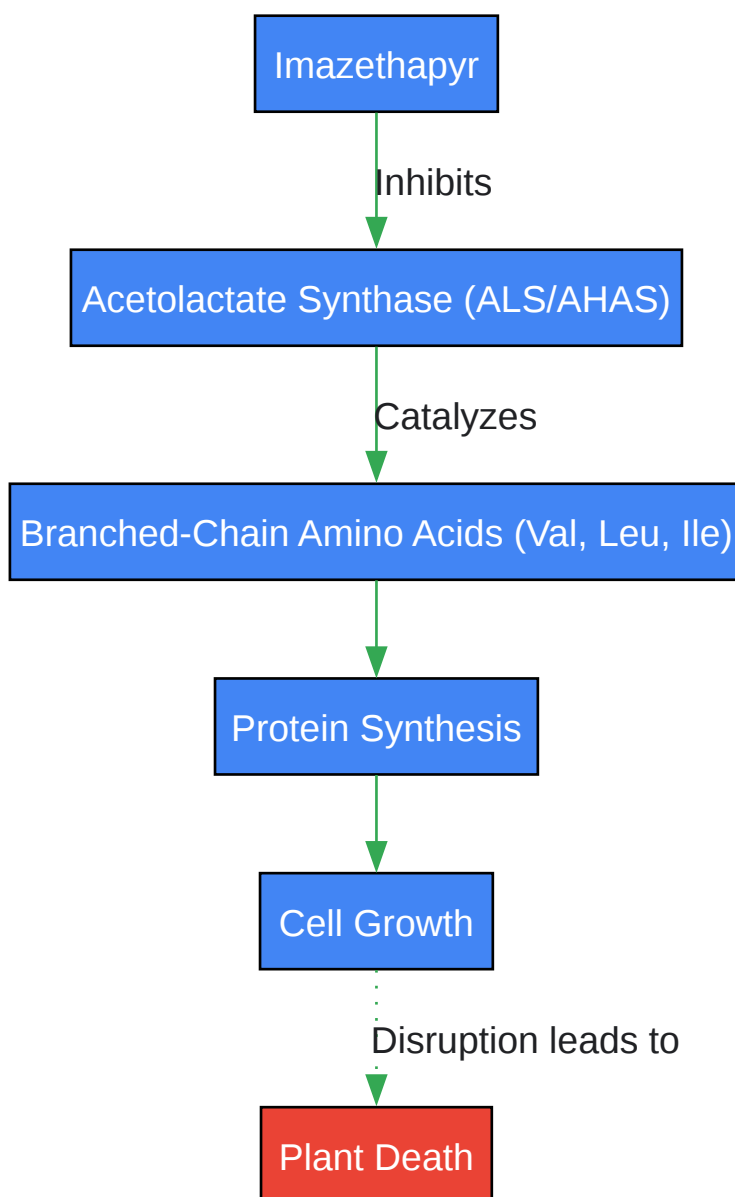 Imazethapyr
Inhibits
Acetolactate Synthase (ALS/AHAS)
Catalyzes
Branched-Chain Amino Acids (Val, Leu, Ile)
Protein Synthesis
Cell Growth
Disruption leads to
Plant Death